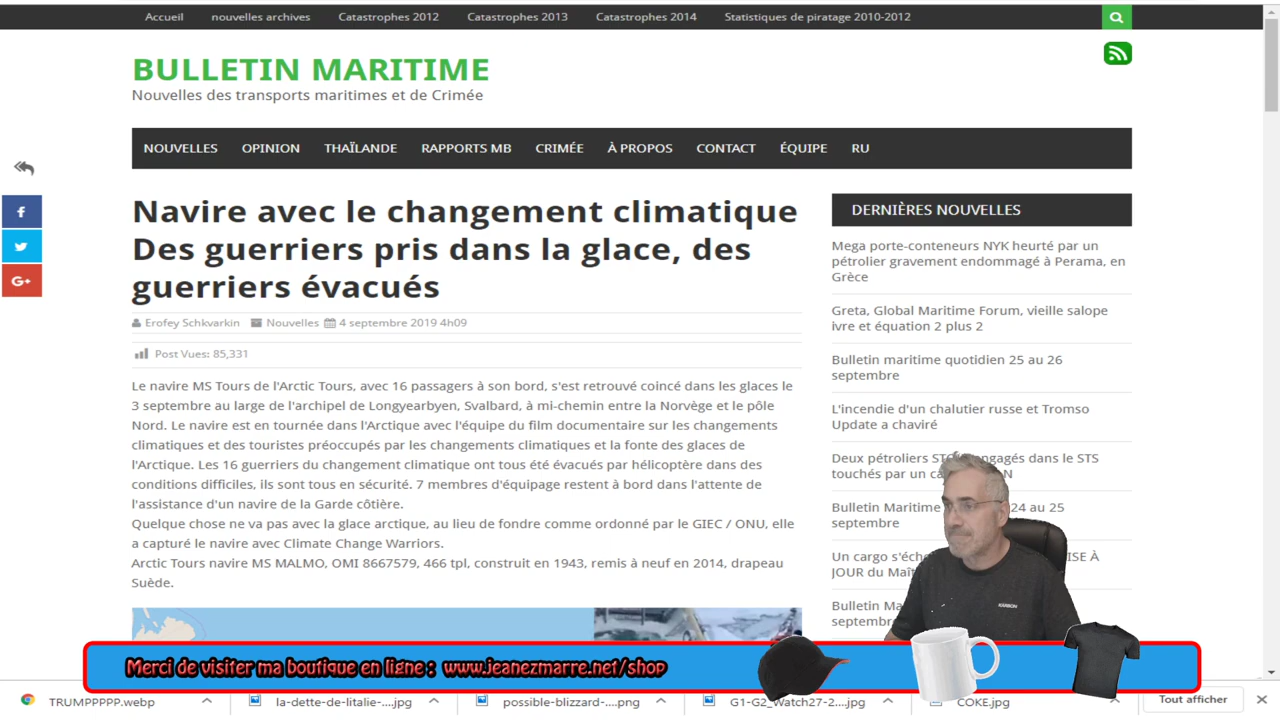 Accueil nouvelles archives Catastrophes 2012 Catastrophes 2013 Catastrophes 2014 Statistiques de piratage 2010-2012
BULLETIN MARITIME
Nouvelles des transports maritimes et de Crimée
NOUVELLES OPINION THAÏLANDE RAPPORTS MB CRIMÉE À PROPOS CONTACT ÉQUIPE RU
Navire avec le changement climatique
Des guerriers pris dans la glace, des
guerriers évacués
Erofey Schkvarkin Nouvelles 4 septembre 2019 4h09
Post Vues: 85,331
Le navire MS Tours de l'Arctic Tours, avec 16 passagers à son bord, s'est retrouvé coincé dans les glaces le
3 septembre au large de l'archipel de Longyearbyen, Svalbard, à mi-chemin entre la Norvège et le pôle
Nord. Le navire est en tournée dans l'Arctique avec l'équipe du film documentaire sur les changements
climatiques et des touristes préoccupés par les changements climatiques et la fonte des glaces de
l'Arctique. Les 16 guerriers du changement climatique ont tous été évacués par hélicoptère dans des
conditions difficiles, ils sont tous en sécurité. 7 membres d'équipage restent à bord dans l'attente de
l'assistance d'un navire de la Garde côtière.
Quelque chose ne va pas avec la glace arctique, au lieu de fondre comme ordonné par le GIEC / ONU, elle
a capturé le navire avec Climate Change Warriors.
Arctic Tours navire MS MALMO, OMI 8667579, 466 tpl, construit en 1943, remis à neuf en 2014, drapeau
Suède.
DERNIÈRES NOUVELLES
Mega porte-conteneurs NYK heurté par un
pétrolier gravement endommagé à Perama, en
Grèce
Greta, Global Maritime Forum, vieille salope
ivre et équation 2 plus 2
Bulletin maritime quotidien 25 au 26
septembre
L'incendie d'un chalutier russe et Tromso
Update a chaviré
Deux pétroliers engagés dans le STS
touchés par un
Bulletin Maritime 24 au 25
septembre
Un cargo ISE À
JOUR du
Bulletin
KARBON
Merci de visiter ma boutique en ligne : www.jeanezmarre.net/shop
TRUMPPPPP.webp la-dette-de-litalie-....jpg possible-blizzard-....png G1-G2_Watch27-2....jpg COKE.jpg Tout afficher
f
G+